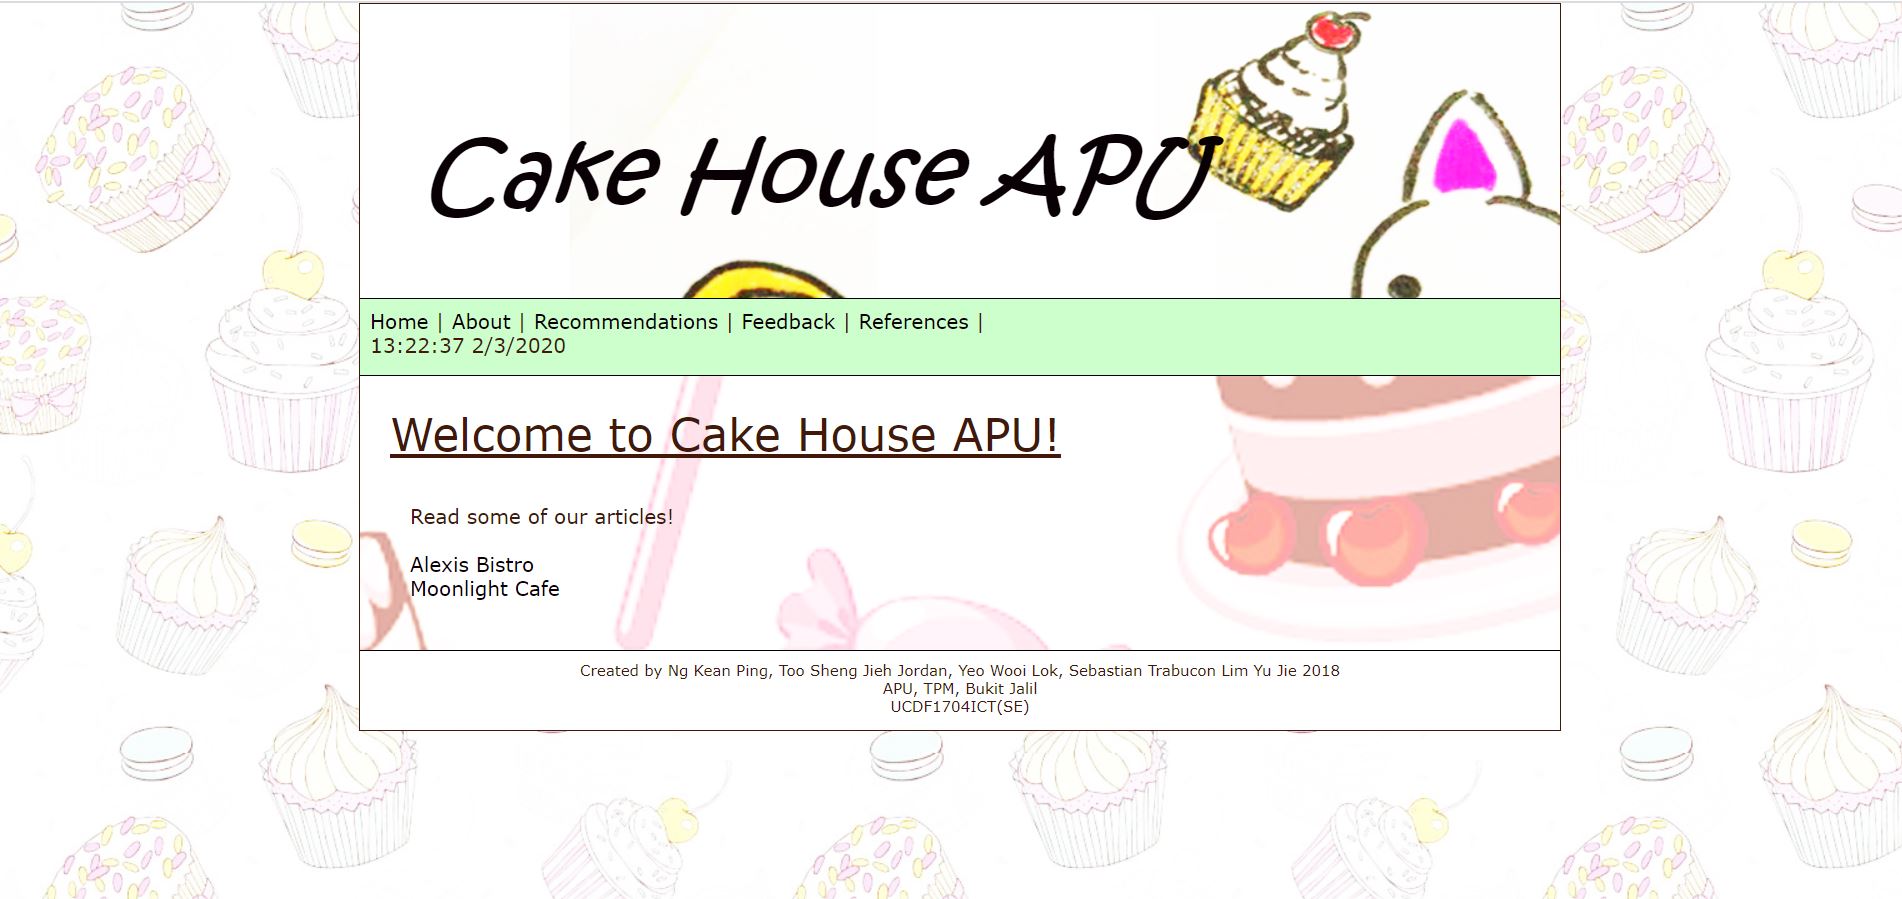 Cake House APU
Home | About | Recommendations | Feedback | References |
13:22:37 2/3/2020
Welcome to Cake House APU!
Read some of our articles!
Alexis Bistro
Moonlight Cafe
Created by Ng Kean Ping, Too Sheng Jieh Jordan, Yeo Wooi Lok, Sebastian Trabucon Lim Yu Jie 2018
APU, TPM, Bukit Jalil
UCDF1704ICT(SE)